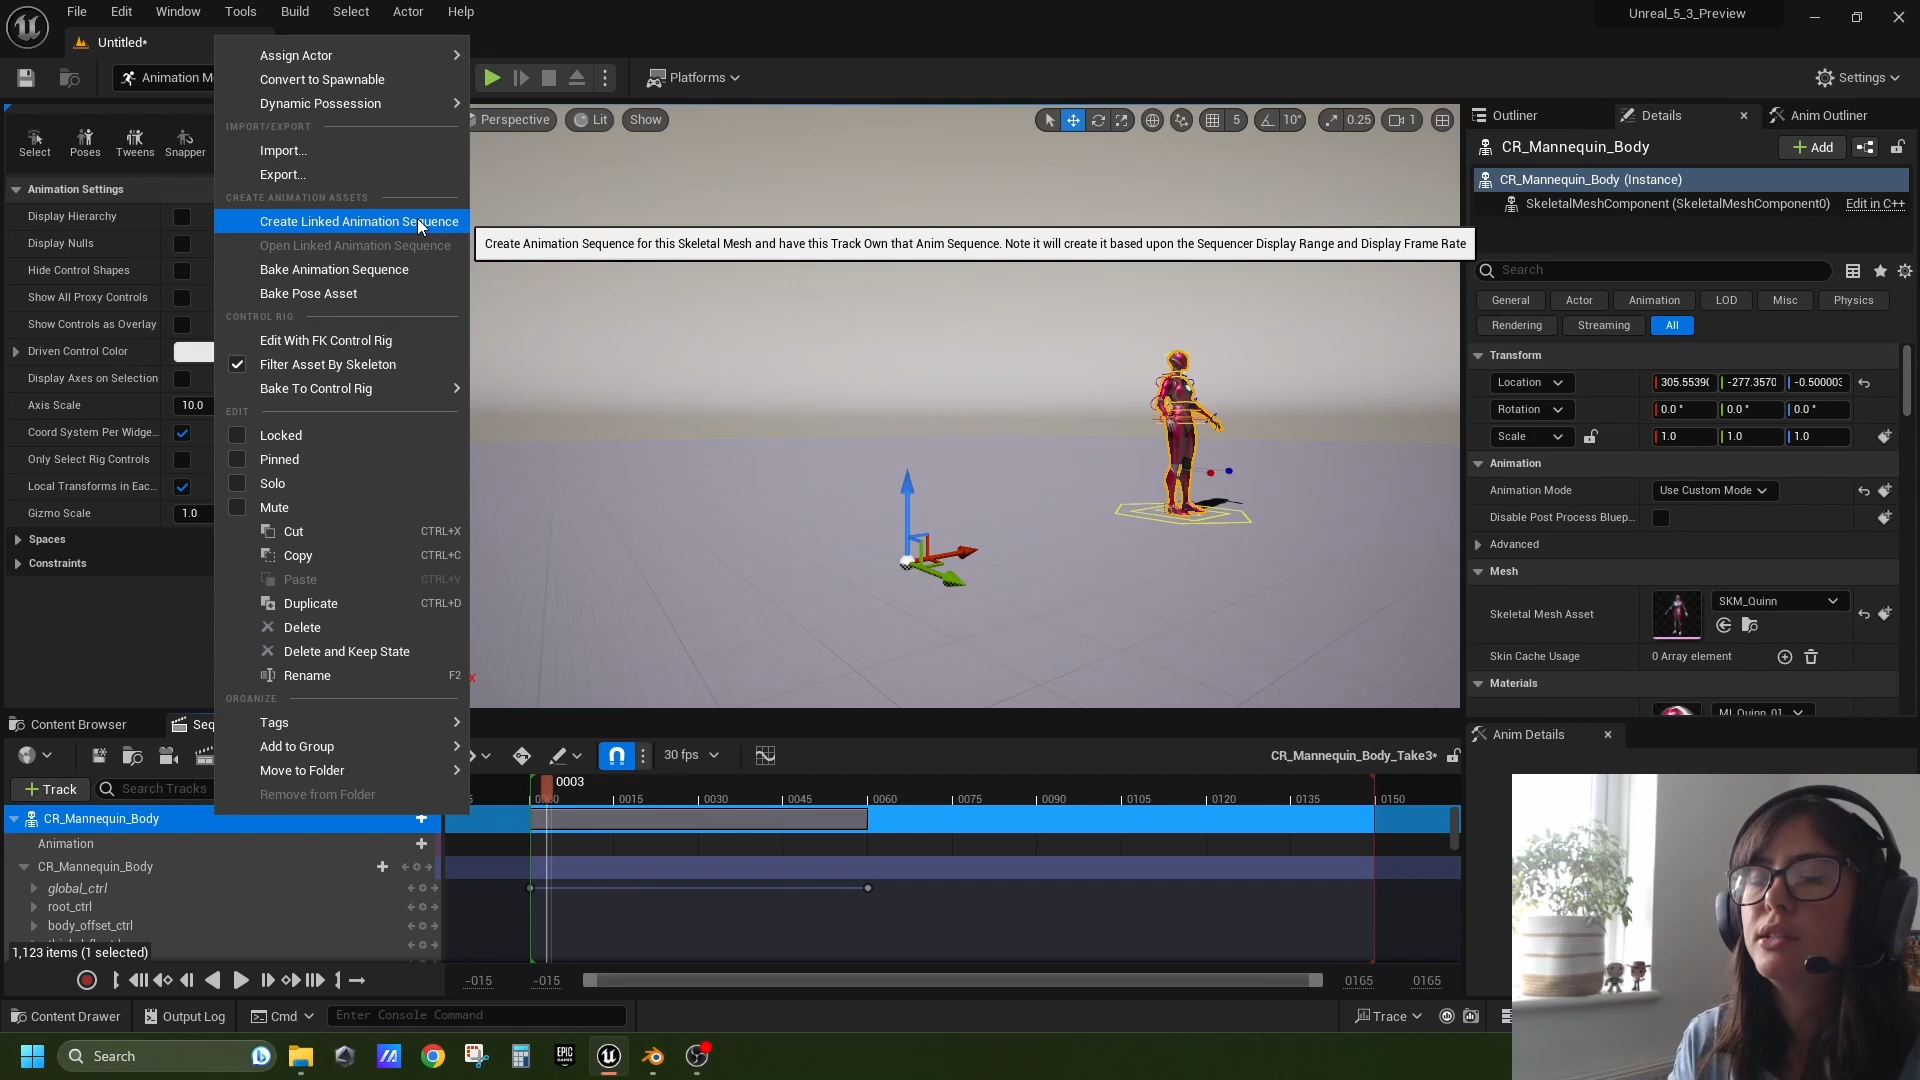 File Edit Window Tools Build Select Actor Help
Unreal_5_3_Preview
Untitled*
Animation M
Platforms
Settings
Assign Actor
Convert to Spawnable
Dynamic Possession
IMPORT/EXPORT
Import...
Export...
CREATE ANIMATION ASSETS
Create Linked Animation Sequence
Open Linked Animation Sequence
Bake Animation Sequence
Bake Pose Asset
CONTROL RIG
Edit With FK Control Rig
Filter Asset By Skeleton
Bake To Control Rig
EDIT
Locked
Pinned
Solo
Mute
Cut CTRL+X
Copy CTRL+C
Paste CTRL+V
Duplicate CTRL+D
Delete
Delete and Keep State
Rename F2
ORGANIZE
Tags
Add to Group
Move to Folder
Remove from Folder
Create Animation Sequence for this Skeletal Mesh and have this Track Own that Anim Sequence. Note it will create it based upon the Sequencer Display Range and Display Frame Rate
Select Poses Tweens Snapper
Animation Settings
Display Hierarchy
Display Nulls
Hide Control Shapes
Show All Proxy Controls
Show Controls as Overlay
Driven Control Color
Display Axes on Selection
Axis Scale 10.0
Coord System Per Widge...
Only Select Rig Controls
Local Transforms in Eac...
Gizmo Scale 1.0
Spaces
Constraints
Perspective Lit Show
5 10° 0.25 1
x
Outliner Details Anim Outliner
CR_Mannequin_Body
Add
CR_Mannequin_Body (Instance)
SkeletalMeshComponent (SkeletalMeshComponent0) Edit in C++
Search
General Actor Animation LOD Misc Physics
Rendering Streaming All
Transform
Location 305.5539( -277.3570 -0.500003
Rotation 0.0 ° 0.0 ° 0.0 °
Scale 1.0 1.0 1.0
Animation
Animation Mode Use Custom Mode
Disable Post Process Bluep...
Advanced
Mesh
Skeletal Mesh Asset SKM_Quinn
Skin Cache Usage 0 Array element
Materials
MI_Quinn_01
Anim Details
Content Browser Seq
30 fps
CR_Mannequin_Body_Take3*
Track Search Tracks
0003
0000 0015 0030 0045 0060 0075 0090 0105 0120 0135 0150
CR_Mannequin_Body
Animation
CR_Mannequin_Body
global_ctrl
root_ctrl
body_offset_ctrl
1,123 items (1 selected)
-015 -015 0165 0165
Content Drawer Output Log Cmd Enter Console Command Trace
Search
EPIC GAMES